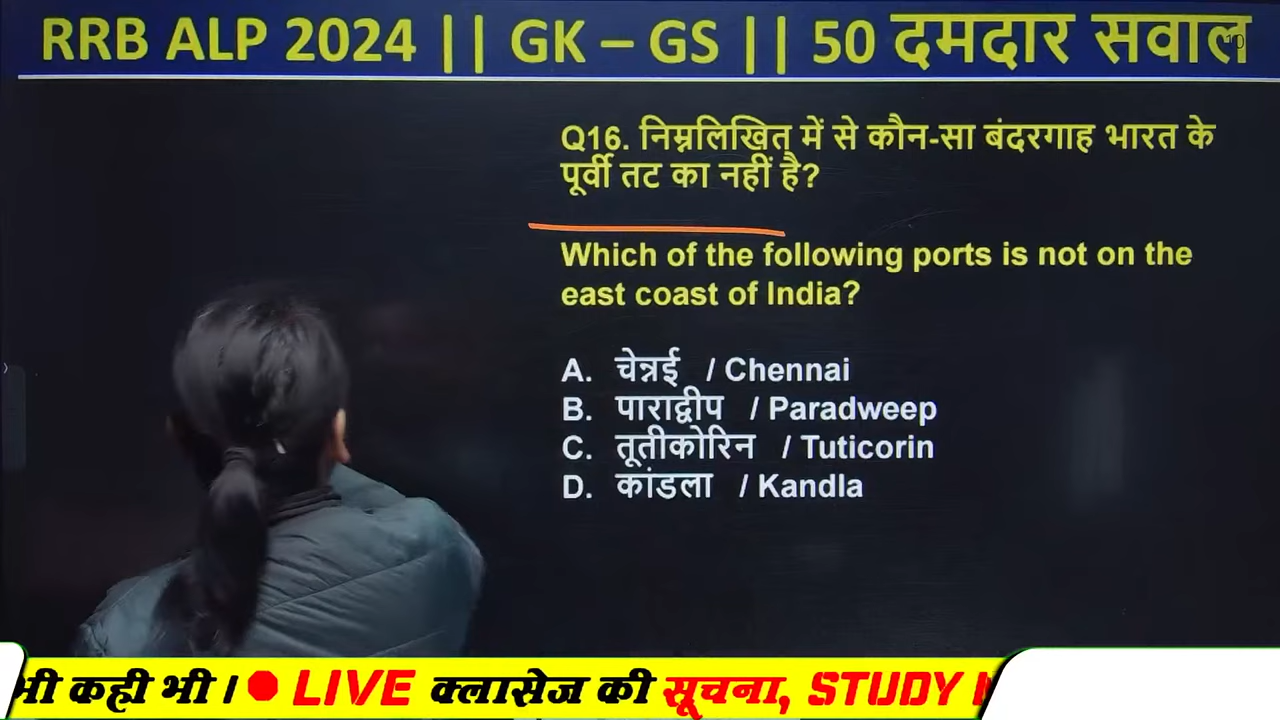 RRB ALP 2024 || GK – GS || 50 दमदार सवाल
10
Q16. निम्नलिखित में से कौन-सा बंदरगाह भारत के
पूर्वी तट का नहीं है?
Which of the following ports is not on the
east coast of India?
A. चेन्नई / Chennai
B. पाराद्वीप / Paradweep
C. तूतीकोरिन / Tuticorin
D. कांडला / Kandla
भी कही भी। LIVE क्लासेज की सूचना, STUDY